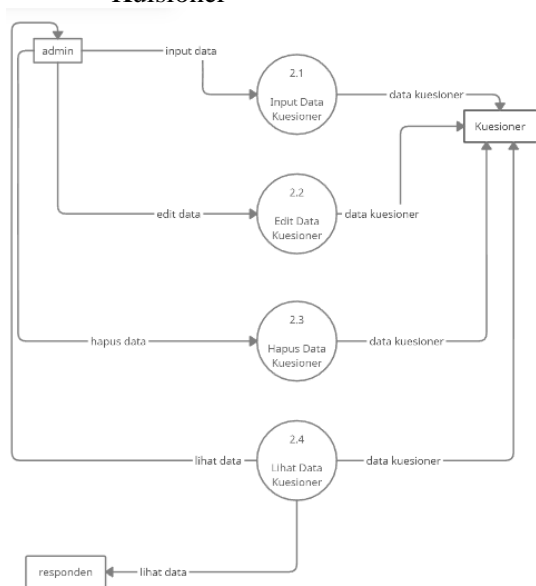 Kuisioner
admin
input data
2.1
Input Data
Kuesioner
data kuesioner
Kuesioner
2.2
Edit Data
Kuesioner
edit data
data kuesioner
2.3
Hapus Data
Kuesioner
hapus data
data kuesioner
2.4
Lihat Data
Kuesioner
lihat data
data kuesioner
responden
lihat data